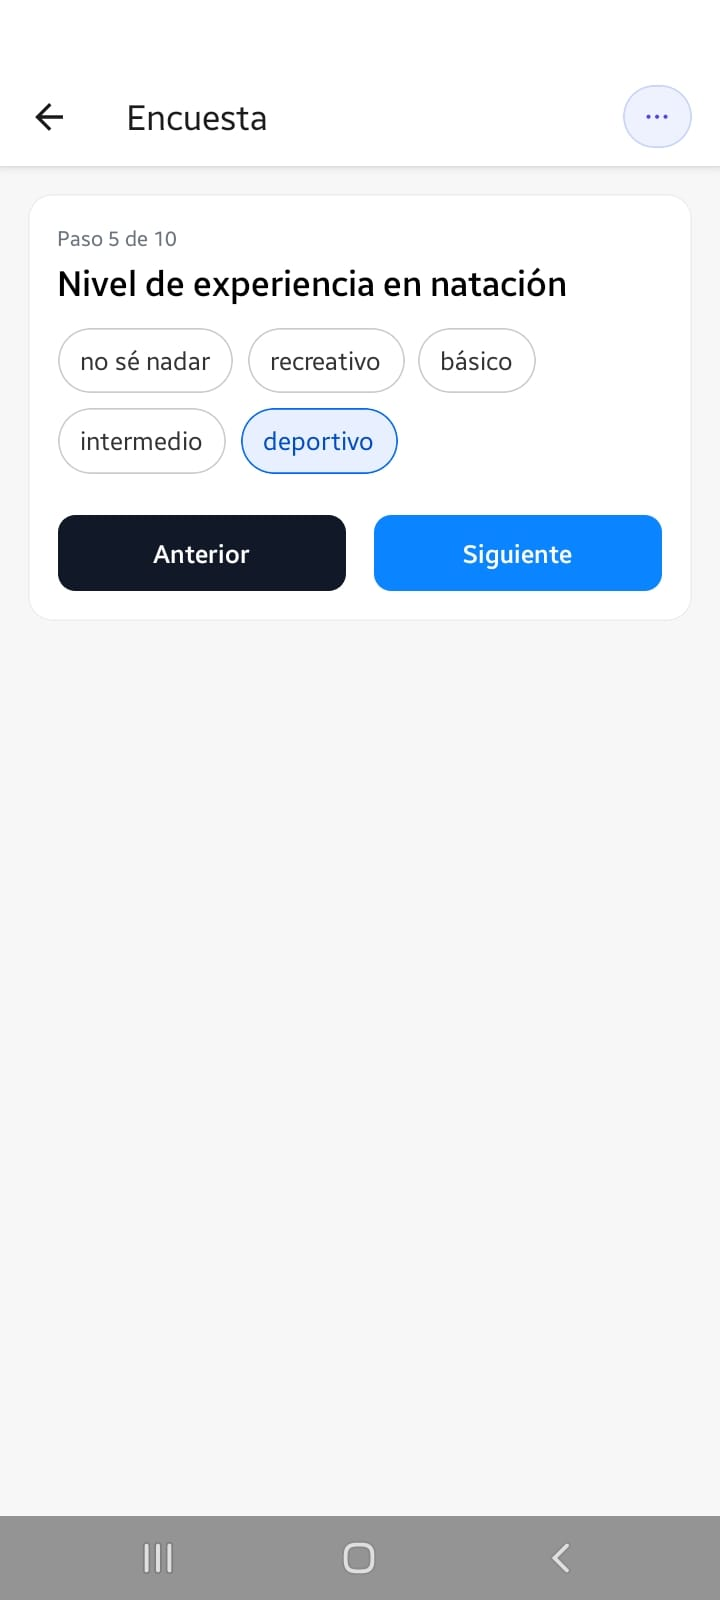 Encuesta
Paso 5 de 10
Nivel de experiencia en natación
no sé nadar recreativo básico
intermedio deportivo
Anterior Siguiente